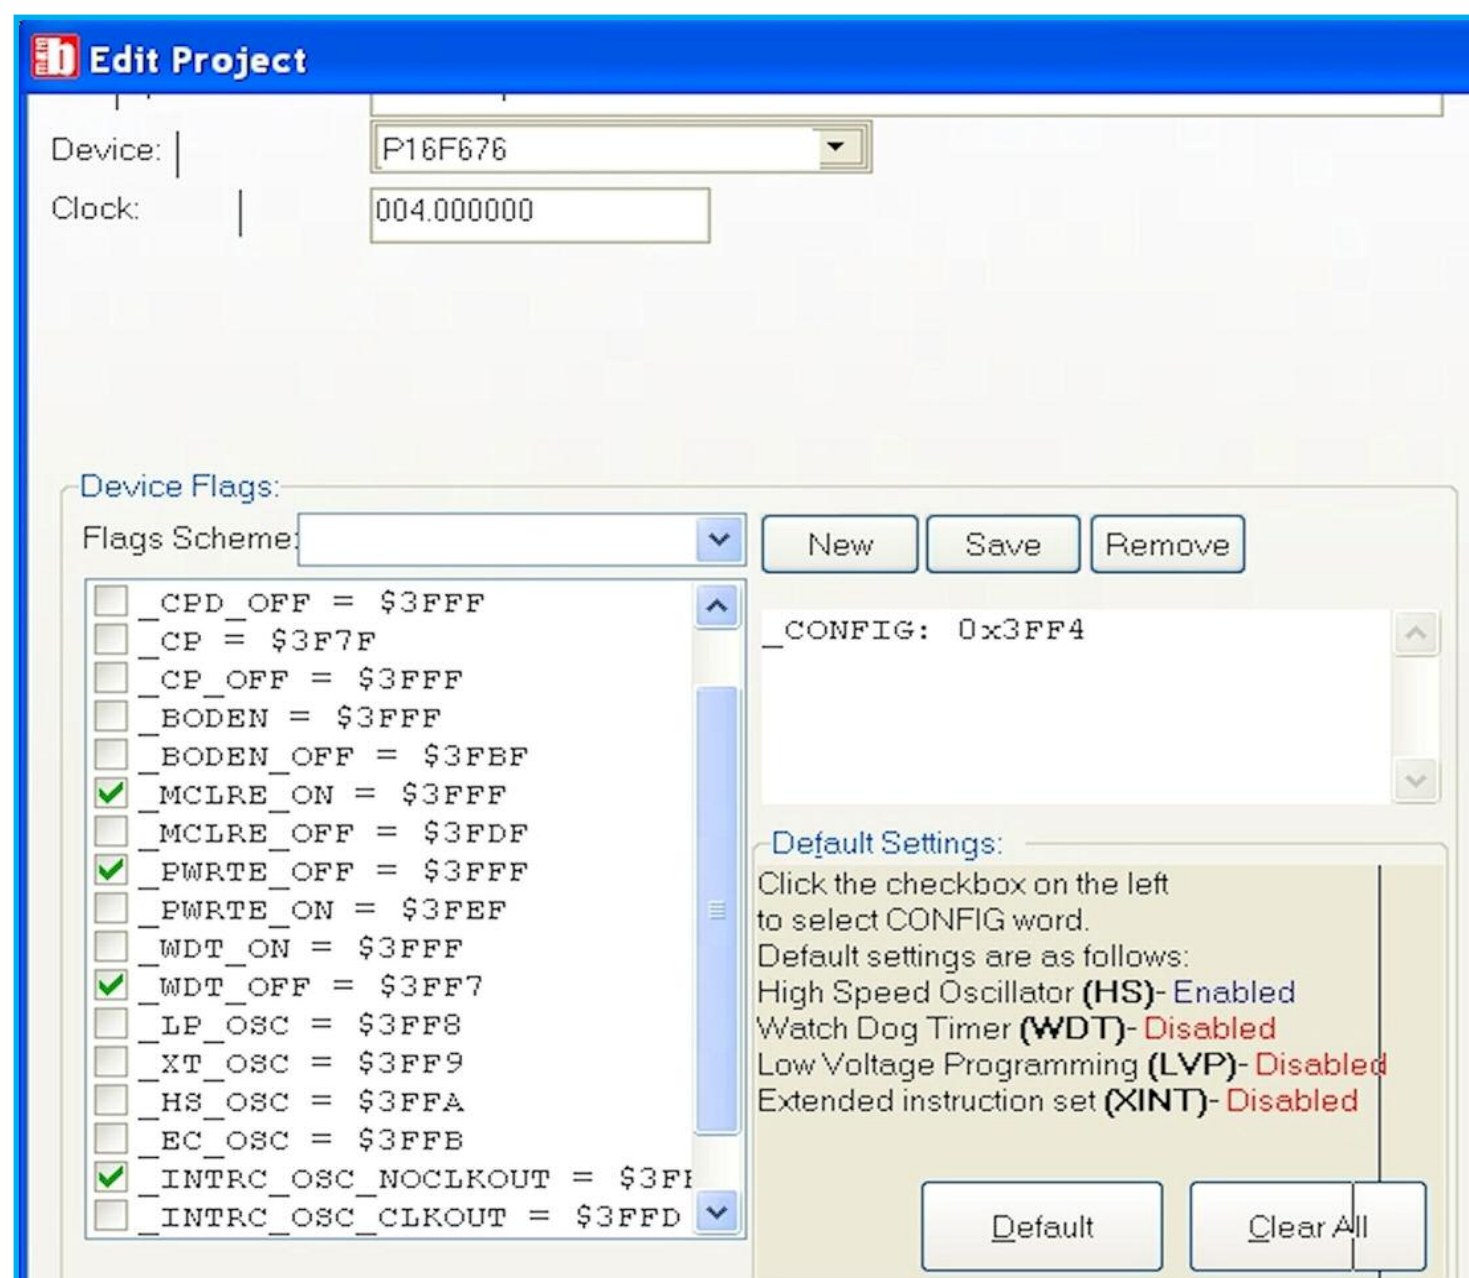 Edit Project
Device:
P16F676
Clock:
004.000000
Device Flags:
Flags Scheme:
New
Save
Remove
_CPD_OFF = $3FFF
_CP = $3F7F
_CP_OFF = $3FFF
_BODEN = $3FFF
_BODEN_OFF = $3FBF
_MCLRE_ON = $3FFF
_MCLRE_OFF = $3FDF
_PWRTE_OFF = $3FFF
_PWRTE_ON = $3FEF
_WDT_ON = $3FFF
_WDT_OFF = $3FF7
_LP_OSC = $3FF8
_XT_OSC = $3FF9
_HS_OSC = $3FFA
_EC_OSC = $3FFB
_INTRC_OSC_NOCLKOUT = $3FF
_INTRC_OSC_CLKOUT = $3FFD
_CONFIG: 0x3FF4
Default Settings:
Click the checkbox on the left
to select CONFIG word.
Default settings are as follows:
High Speed Oscillator (HS)- Enabled
Watch Dog Timer (WDT)- Disabled
Low Voltage Programming (LVP)- Disabled
Extended instruction set (XINT)- Disabled
Default
Clear All